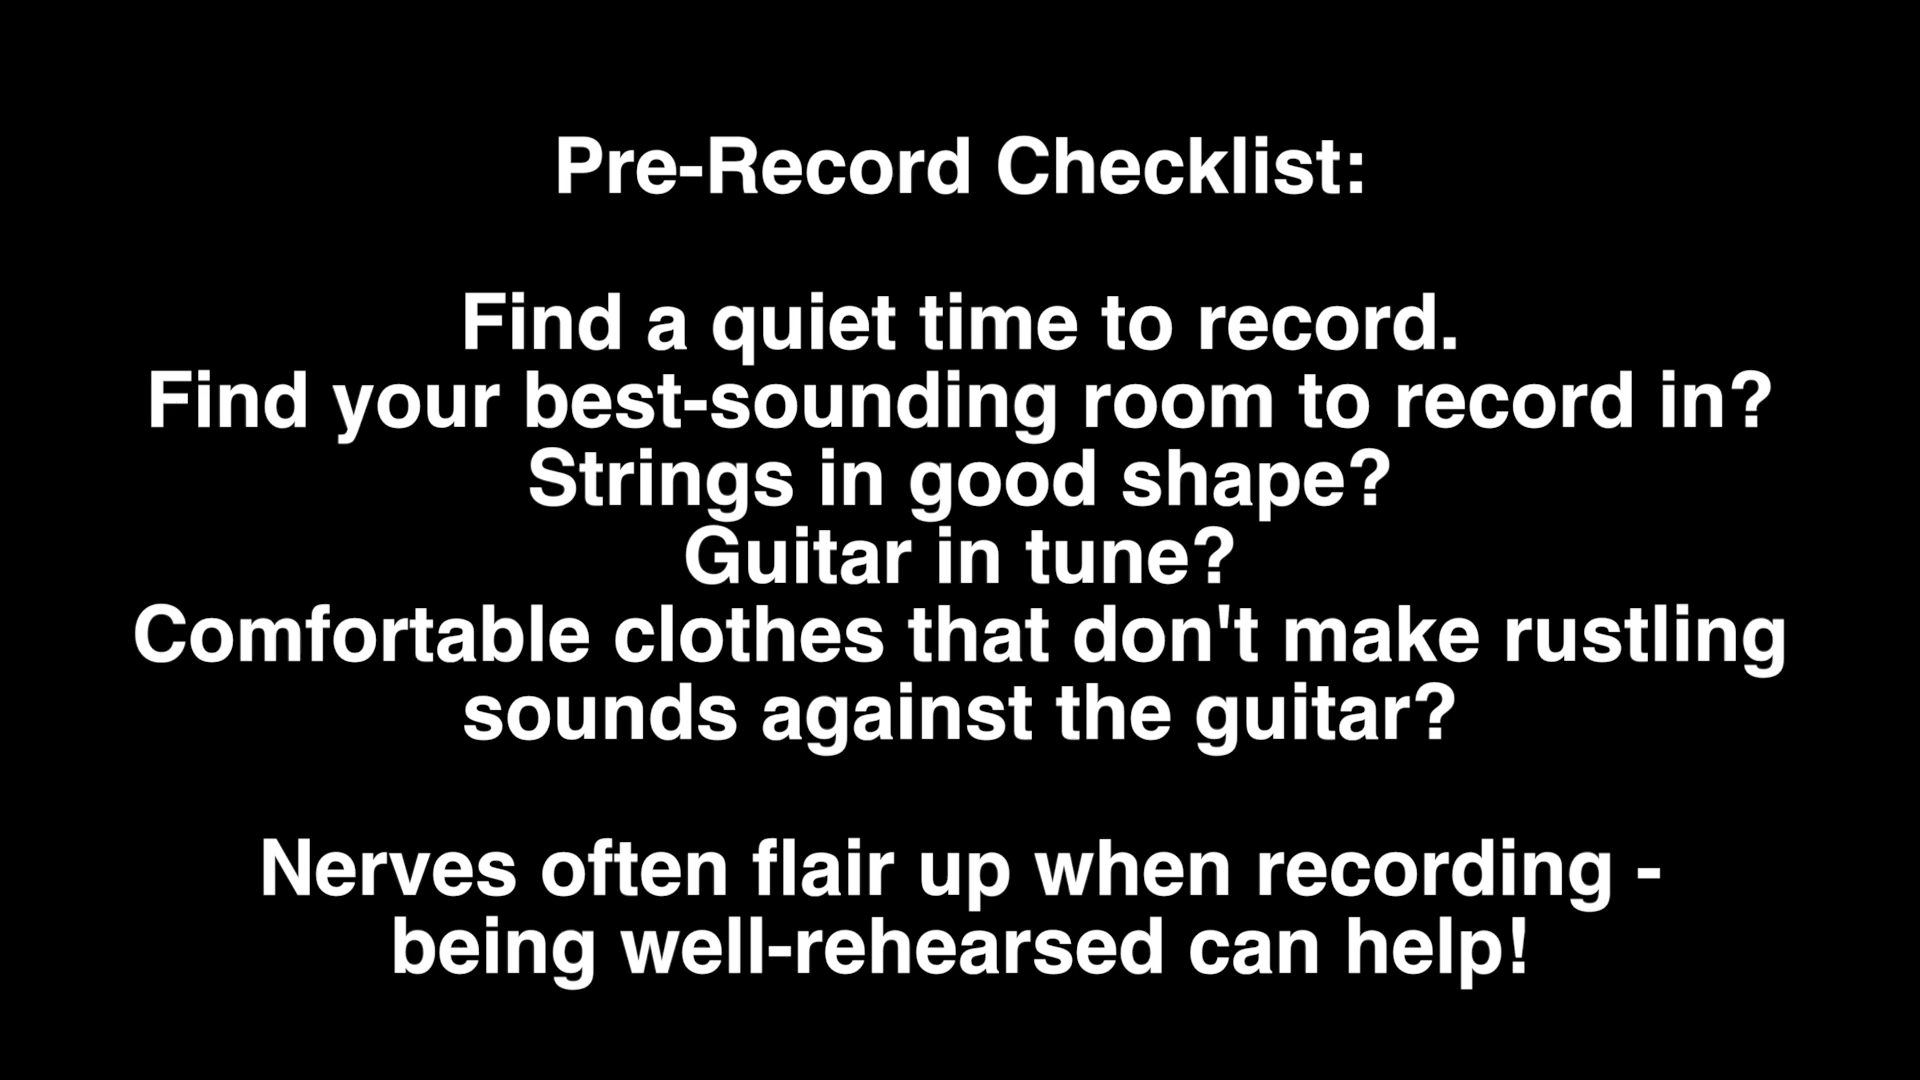 Pre-Record Checklist:
Find a quiet time to record.
Find your best-sounding room to record in?
Strings in good shape?
Guitar in tune?
Comfortable clothes that don't make rustling
sounds against the guitar?
Nerves often flair up when recording -
being well-rehearsed can help!